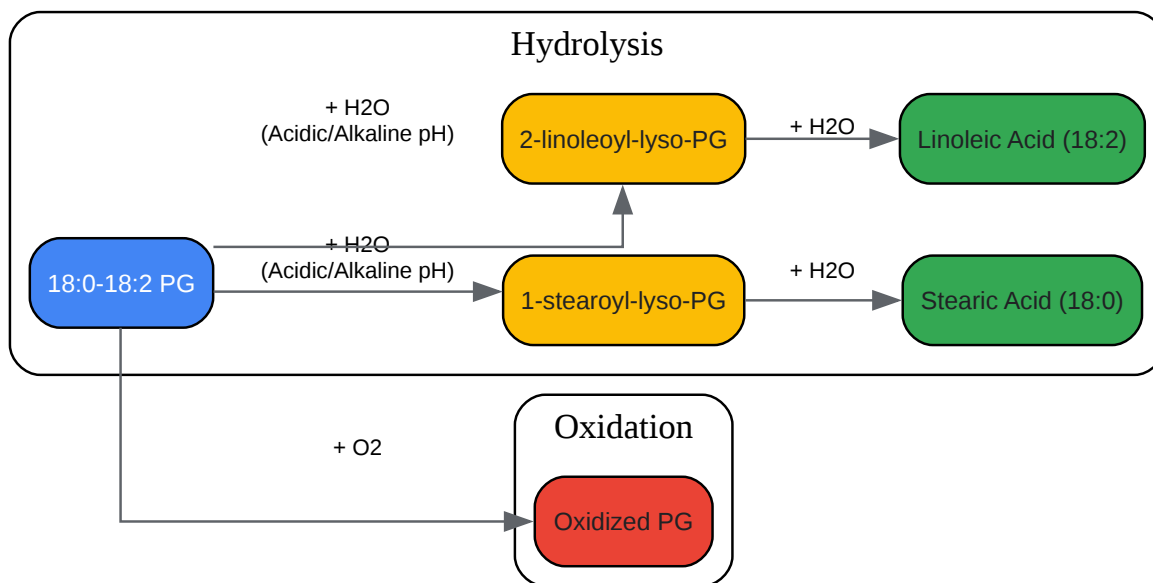 Hydrolysis
+ H2O
(Acidic/Alkaline pH)
2-linoleoyl-lyso-PG
+ H2O
Linoleic Acid (18:2)
18:0-18:2 PG
+ H2O
(Acidic/Alkaline pH)
1-stearoyl-lyso-PG
+ H2O
Stearic Acid (18:0)
Oxidation
+ O2
Oxidized PG